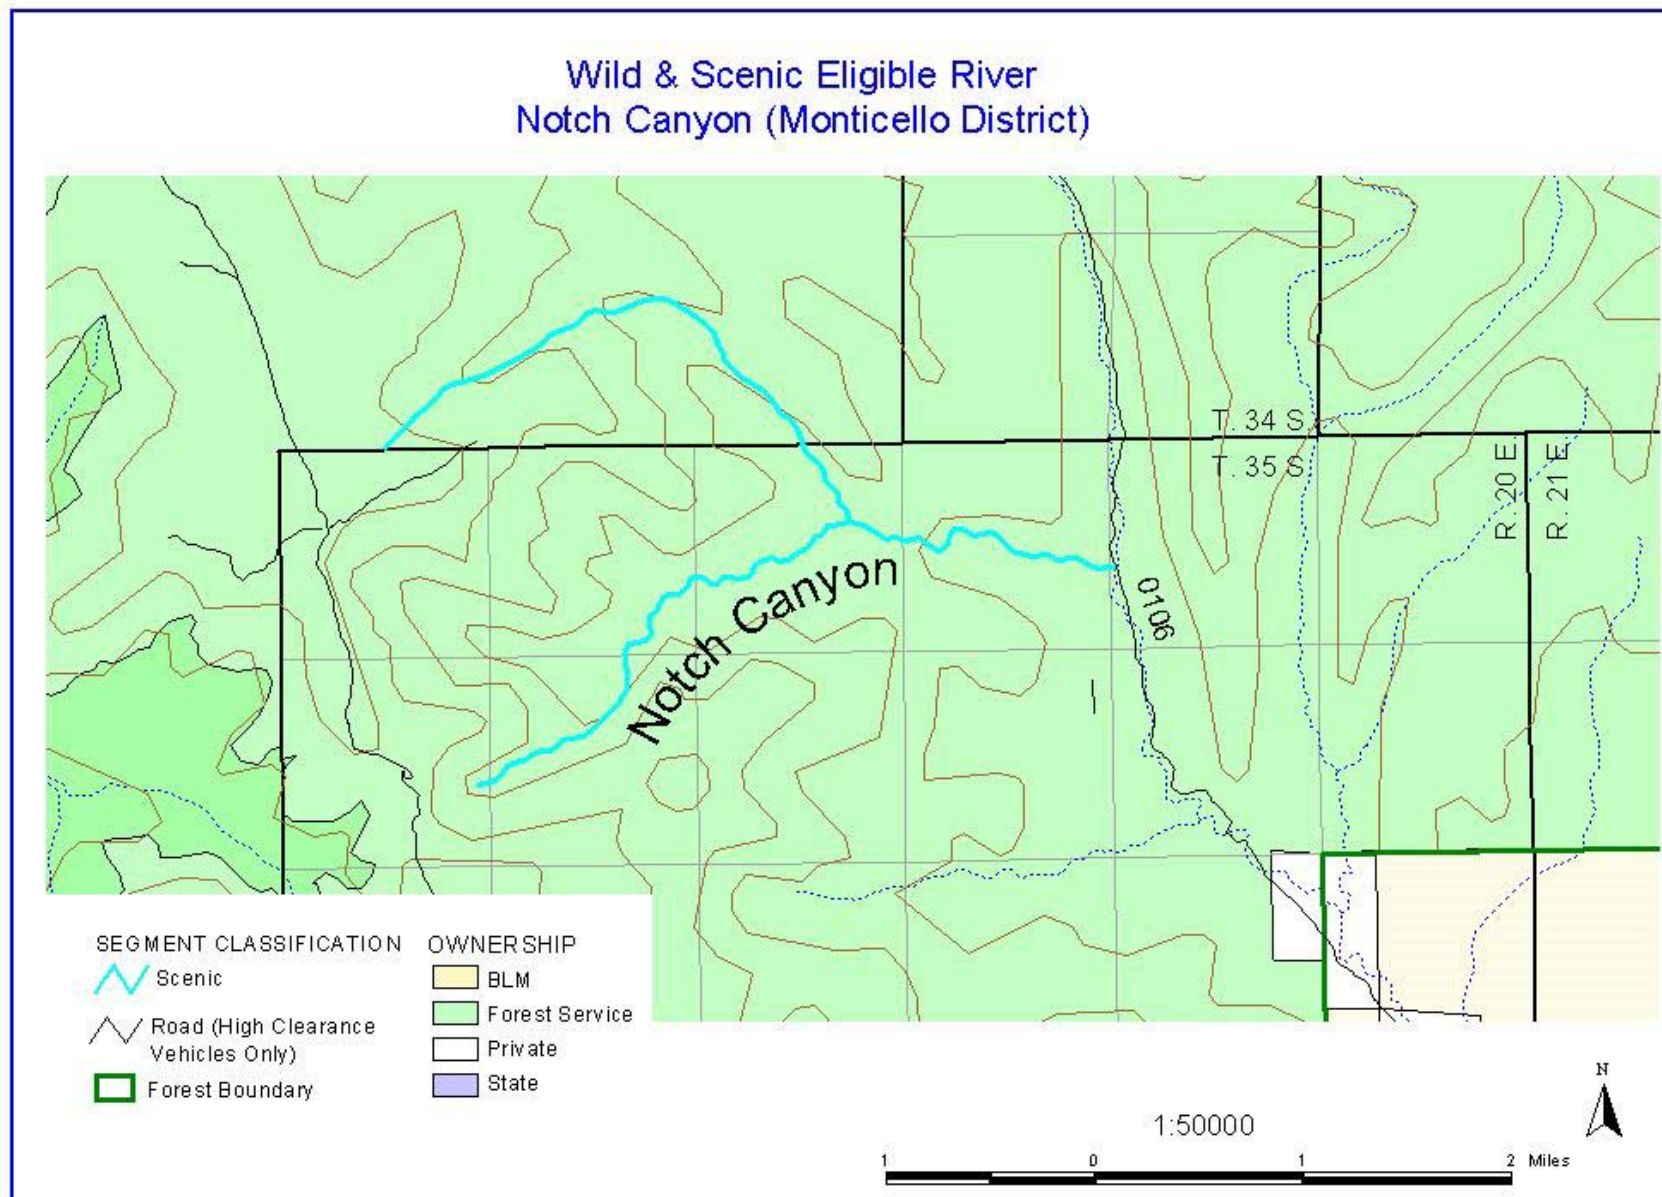 Wild & Scenic Eligible River
Notch Canyon (Monticello District)
T. 34 S.
T. 35 S.
R. 20 E.
R. 21 E.
0106
Notch Canyon
SEGMENT CLASSIFICATION
Scenic
Road (High Clearance
Vehicles Only)
Forest Boundary
OWNERSHIP
BLM
Forest Service
Private
State
N
1:50000
1 0 1 2 Miles